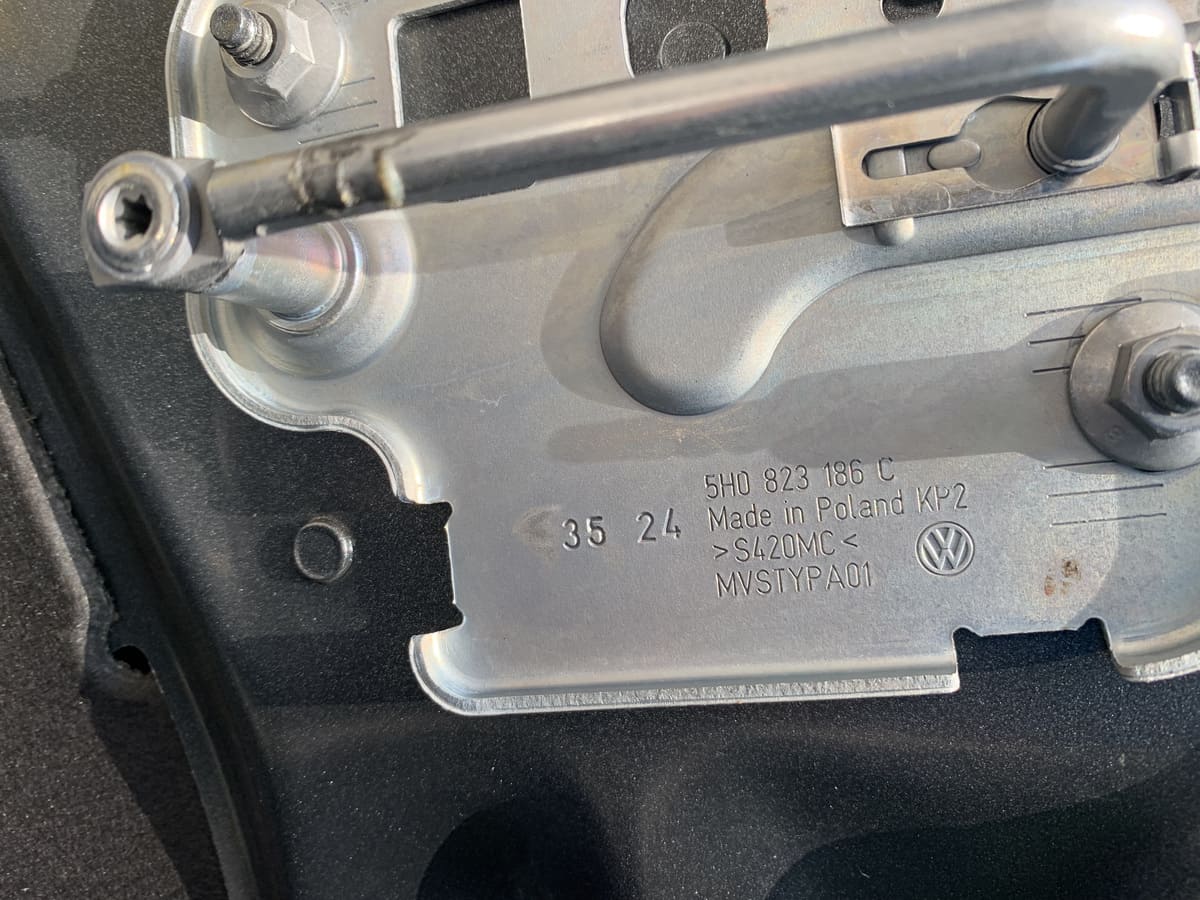 5H0 823 186 C
35 24 Made in Poland KP2
>S420MC<
MVSTYPA01